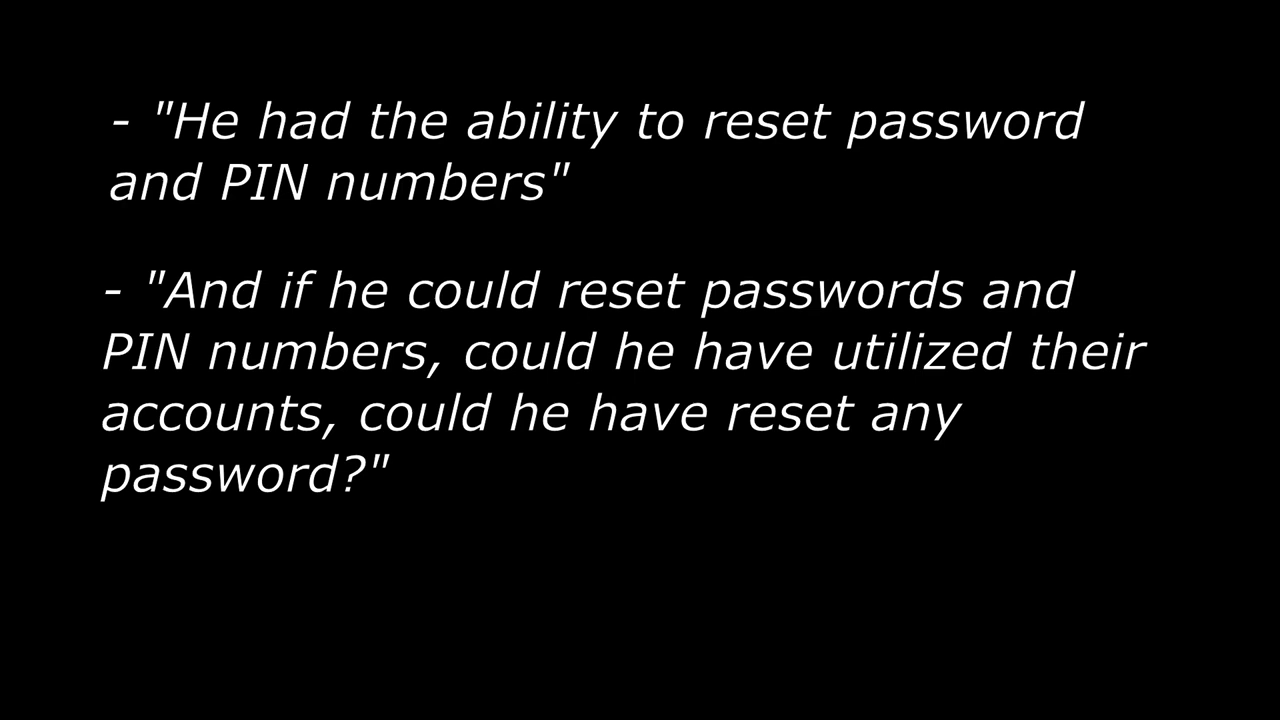 - "He had the ability to reset password
and PIN numbers"
- "And if he could reset passwords and
PIN numbers, could he have utilized their
accounts, could he have reset any
password?"